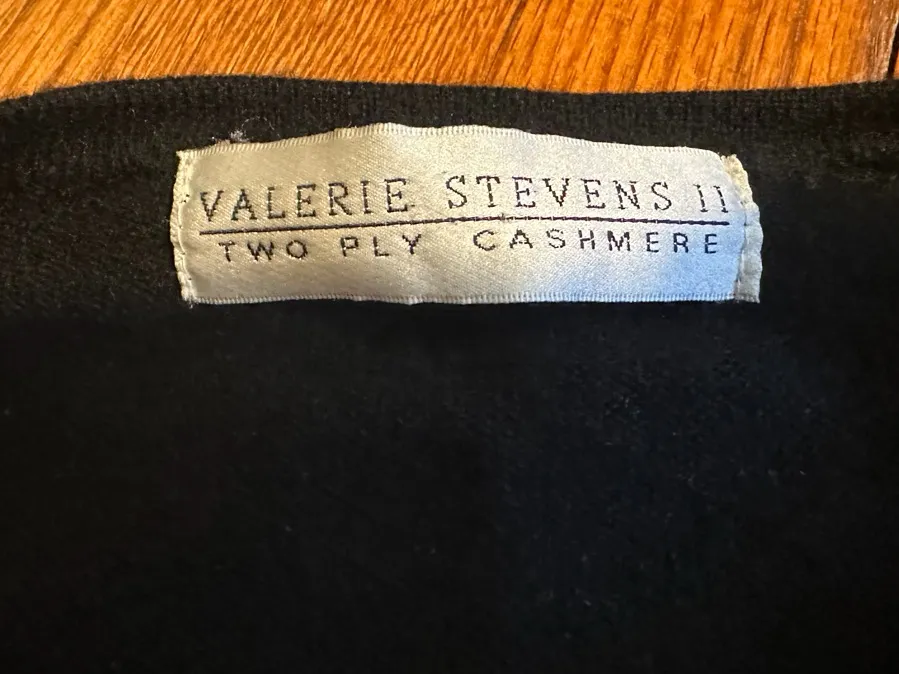 VALERIE STEVENS II
TWO PLY CASHMERE